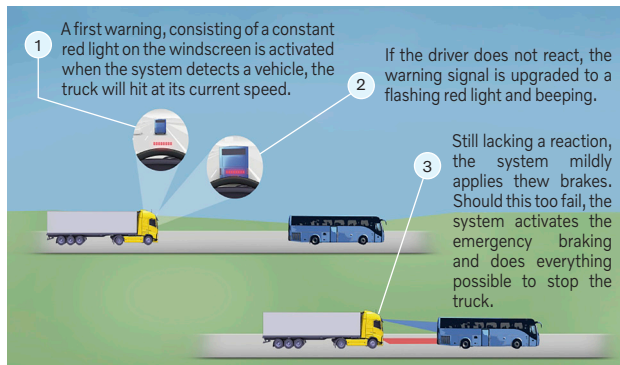 1
A first warning, consisting of a constant
red light on the windscreen is activated
when the system detects a vehicle, the
truck will hit at its current speed.
2
If the driver does not react, the
warning signal is upgraded to a
flashing red light and beeping.
3
Still lacking a reaction,
the system mildly
applies thew brakes.
Should this too fail, the
system activates the
emergency braking
and does everything
possible to stop the
truck.